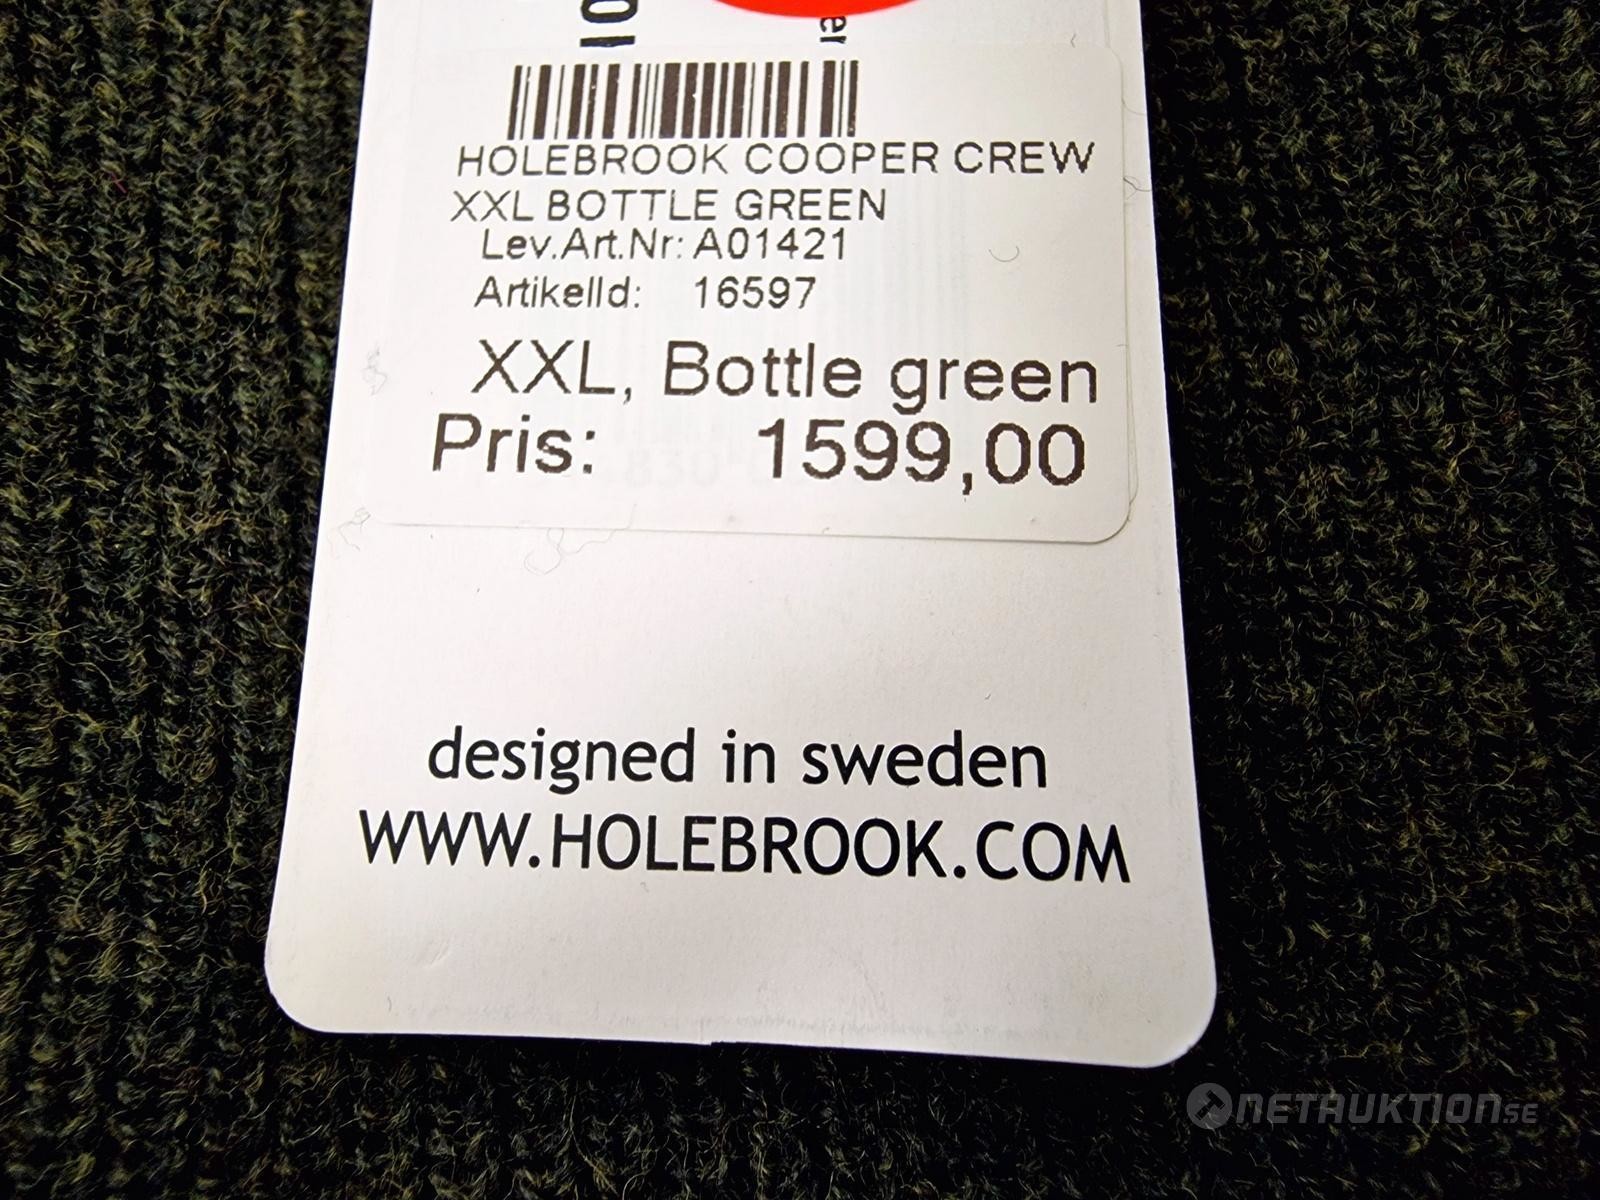 HOLEBROOK COOPER CREW
XXL BOTTLE GREEN
Lev.Art.Nr: A01421
ArtikelId: 16597
XXL, Bottle green
Pris: 1599,00
designed in sweden
WWW.HOLEBROOK.COM
NETAUKTION.SE